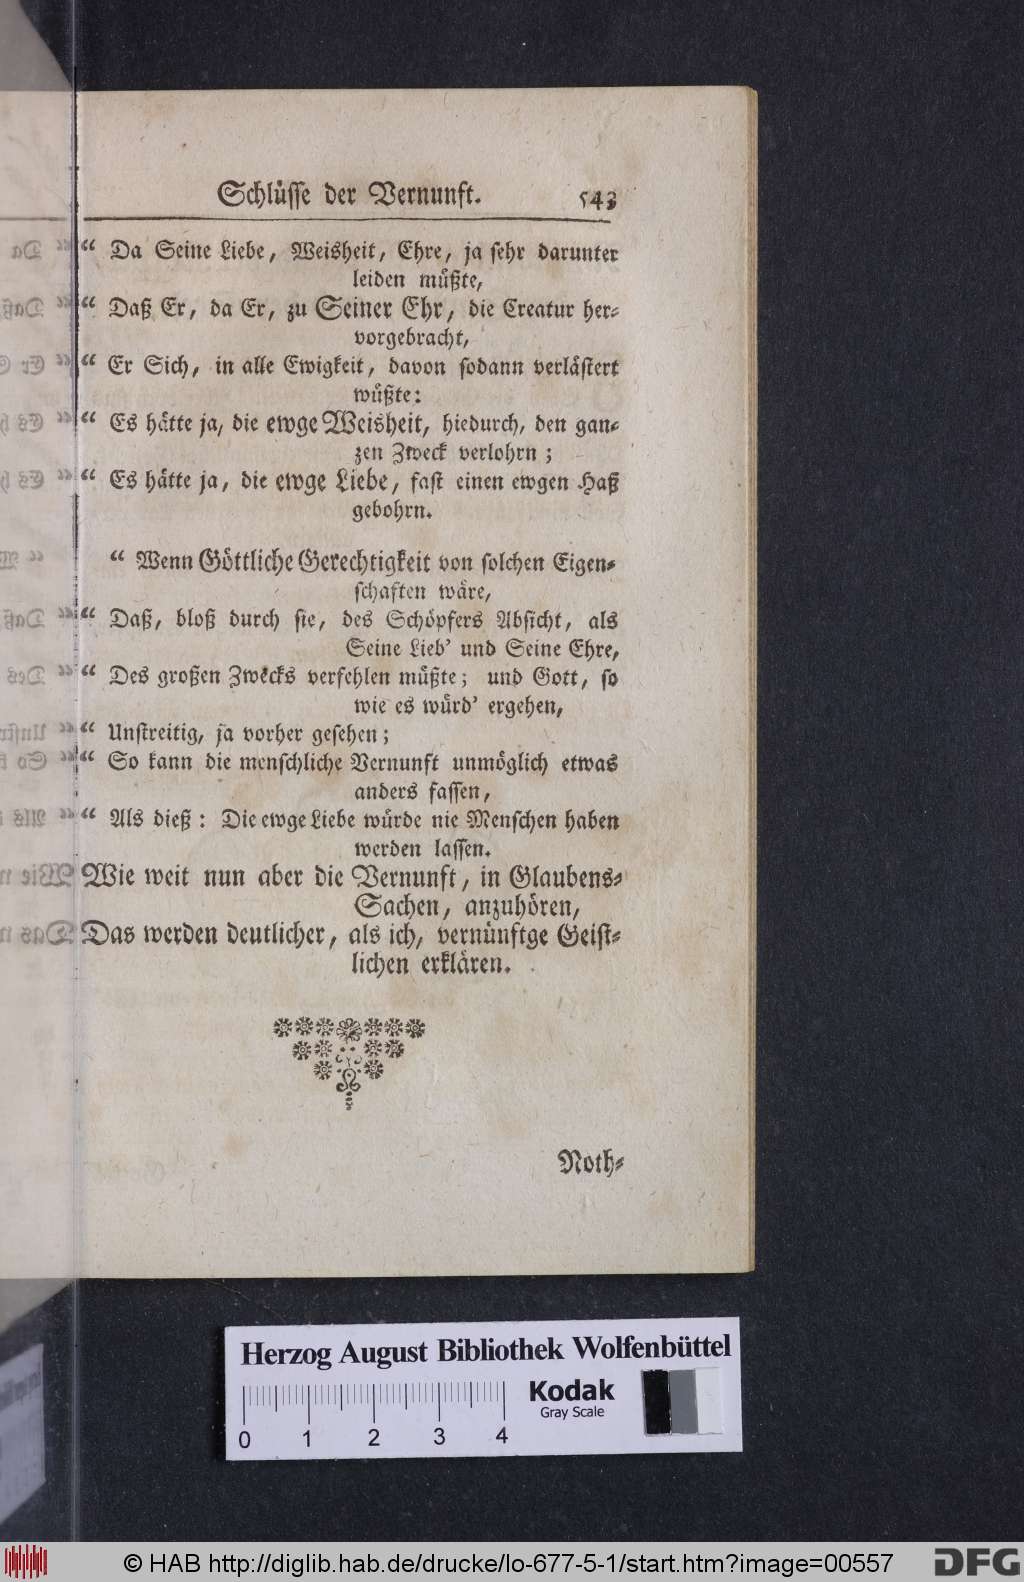 Schlüsse der Vernunft. 543
“ Da Seine Liebe, Weisheit, Ehre, ja sehr darunter
leiden müßte,
“ Daß Er, da Er, zu Seiner Ehr, die Creatur her-
vorgebracht,
“ Er Sich, in alle Ewigkeit, davon sodann verlästert
wüßte:
“ Es hätte ja, die ewge Weisheit, hiedurch, den gan-
zen Zweck verlohrn;
“ Es hätte ja, die ewge Liebe, fast einen ewgen Haß
gebohrn.
“ Wenn Göttliche Gerechtigkeit von solchen Eigen-
schaften wäre,
“ Daß, bloß durch sie, des Schöpfers Absicht, als
Seine Lieb' und Seine Ehre,
“ Des großen Zwecks verfehlen müßte; und Gott, so
wie es würd' ergehen,
“ Unstreitig, ja vorher gesehen;
“ So kann die menschliche Vernunft unmöglich etwas
anders fassen,
“ Als dieß: Die ewge Liebe würde nie Menschen haben
werden lassen.
Wie weit nun aber die Vernunft, in Glaubens-
Sachen, anzuhören,
Das werden deutlicher, als ich, vernünftge Geist-
lichen erklären.
Noth-
Herzog August Bibliothek Wolfenbüttel
Kodak
Gray Scale
0 1 2 3 4
© HAB http://diglib.hab.de/drucke/lo-677-5-1/start.htm?image=00557
DFG